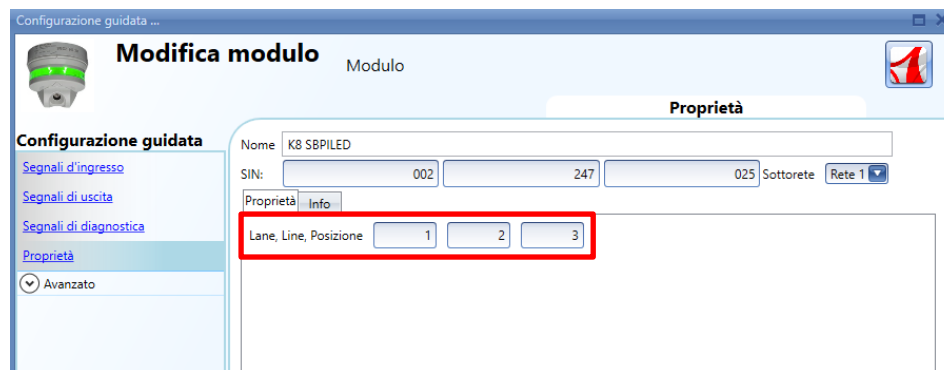 Configurazione guidata ...
Modifica modulo
Modulo
Proprietà
Configurazione guidata
Segnali d'ingresso
Segnali di uscita
Segnali di diagnostica
Proprietà
Avanzato
Nome K8 SBPILED
SIN: 002 247 025 Sottorete Rete 1
Proprietà Info
Lane, Line, Posizione 1 2 3